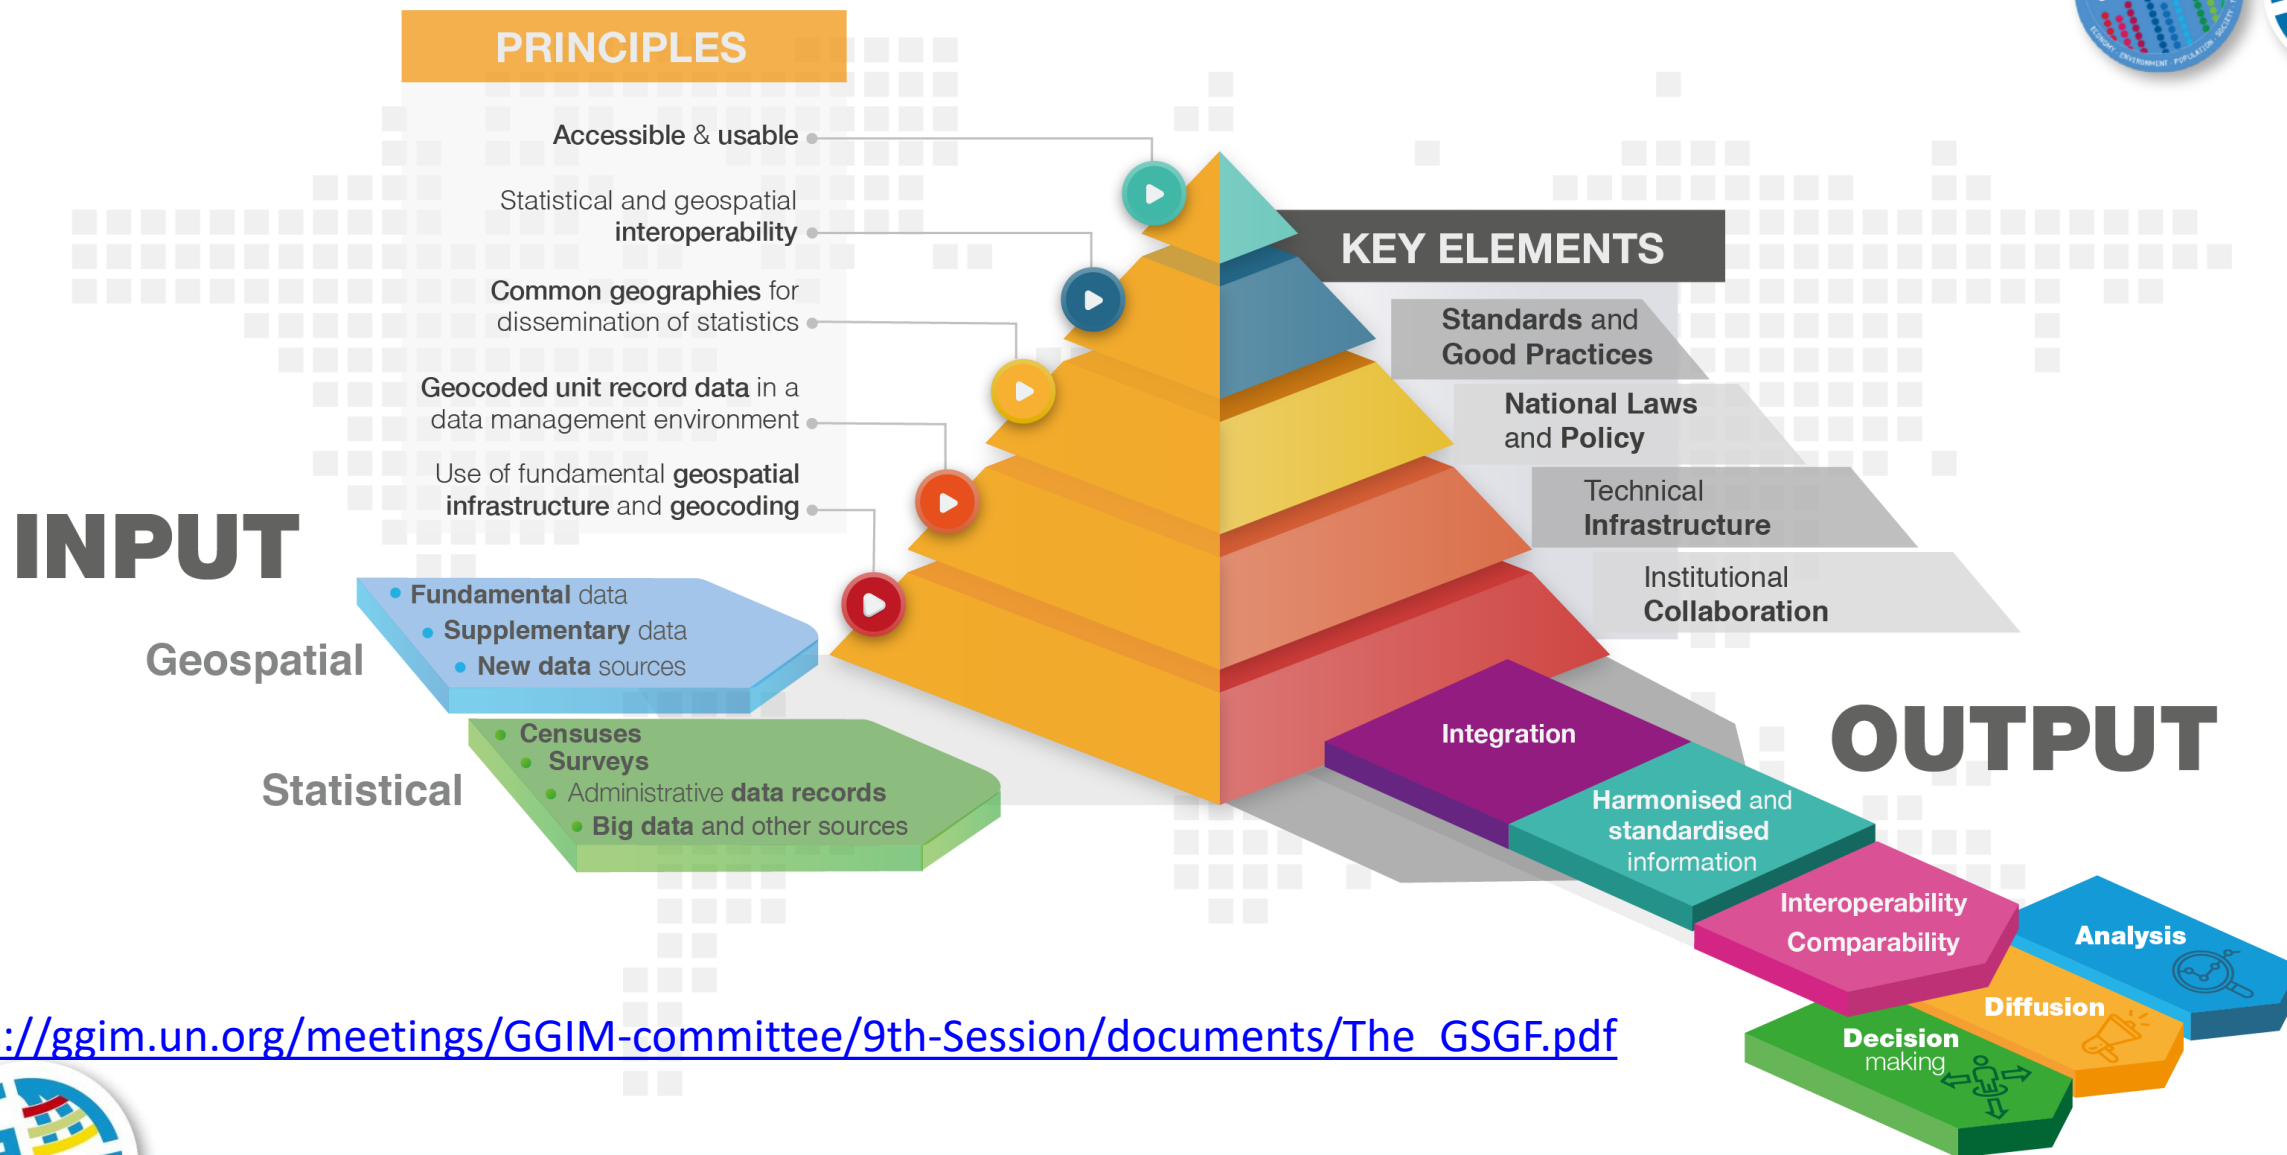 PRINCIPLES
Accessible & usable
Statistical and geospatial
interoperability
Common geographies for
dissemination of statistics
Geocoded unit record data in a
data management environment
Use of fundamental geospatial
infrastructure and geocoding
KEY ELEMENTS
Standards and
Good Practices
National Laws
and Policy
Technical
Infrastructure
Institutional
Collaboration
INPUT
Geospatial
Fundamental data
Supplementary data
New data sources
Statistical
Censuses
Surveys
Administrative data records
Big data and other sources
OUTPUT
Integration
Harmonised and
standardised
information
Interoperability
Comparability
Analysis
Diffusion
Decision
making
://ggim.un.org/meetings/GGIM-committee/9th-Session/documents/The_GSGF.pdf
ECONOMY · ENVIRONMENT · POPULATION · SOCIETY ·